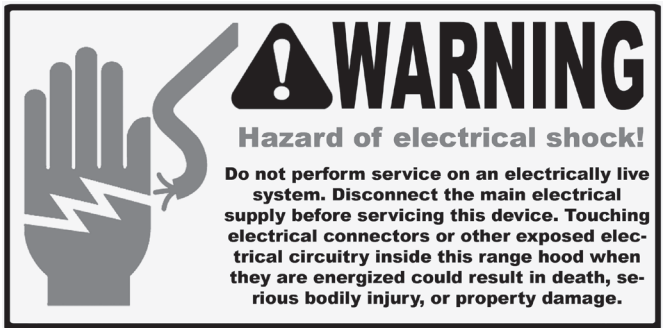 WARNING
Hazard of electrical shock!
Do not perform service on an electrically live
system. Disconnect the main electrical
supply before servicing this device. Touching
electrical connectors or other exposed elec-
trical circuitry inside this range hood when
they are energized could result in death, se-
rious bodily injury, or property damage.